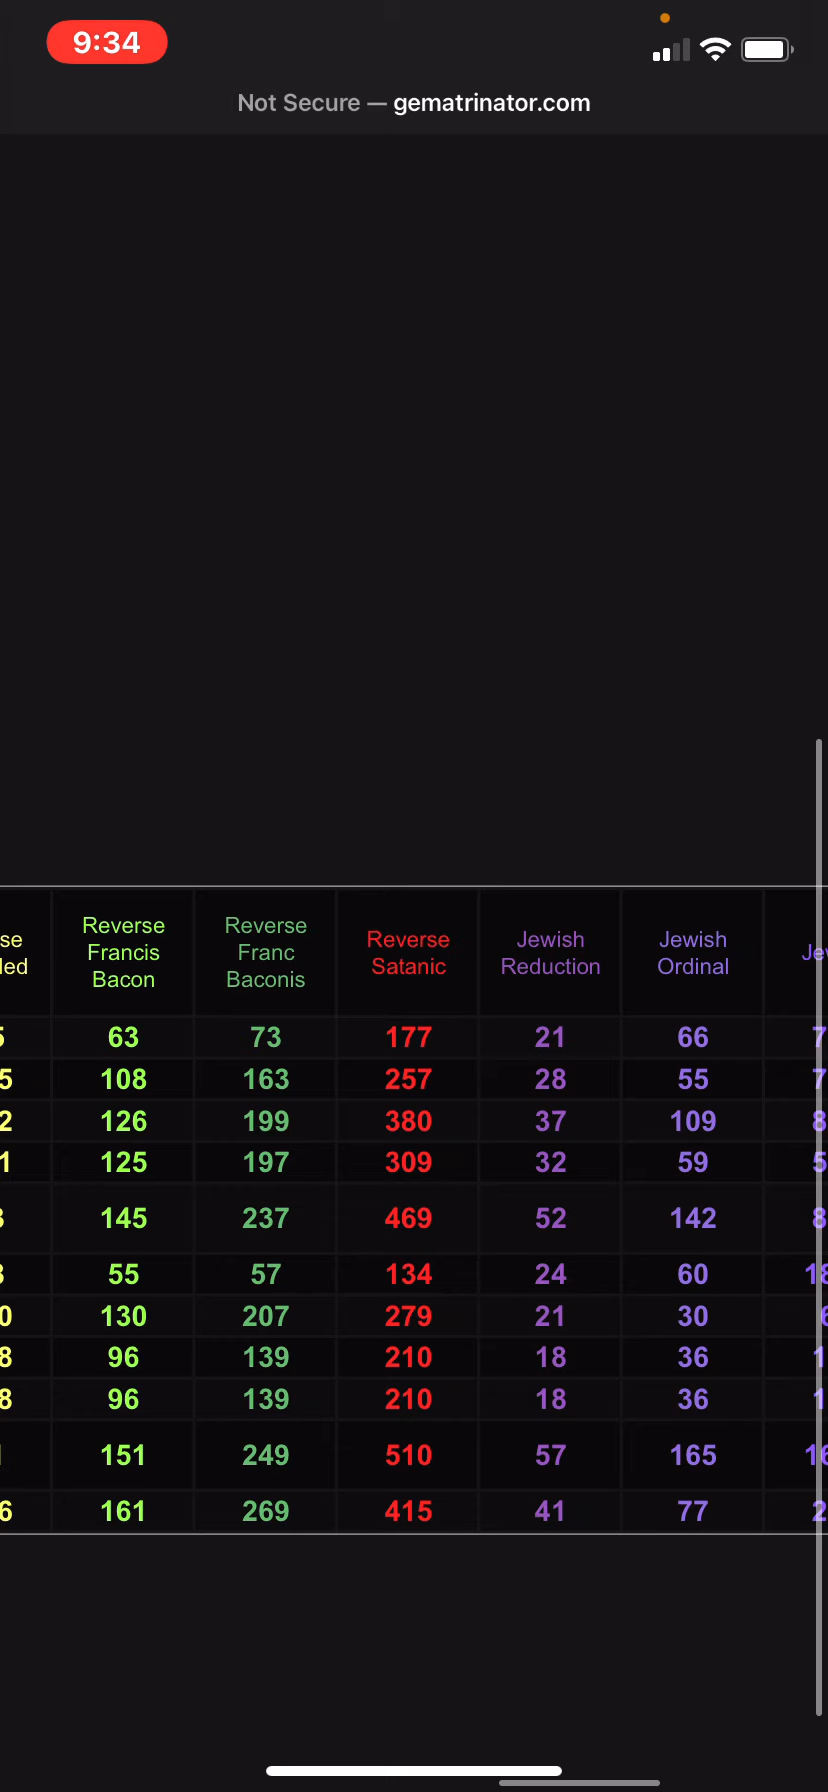 9:34
Not Secure — gematrinator.com
Reverse Francis Bacon
Reverse Franc Baconis
Reverse Satanic
Jewish Reduction
Jewish Ordinal
63 73 177 21 66
108 163 257 28 55
126 199 380 37 109
125 197 309 32 59
145 237 469 52 142
55 57 134 24 60
130 207 279 21 30
96 139 210 18 36
96 139 210 18 36
151 249 510 57 165
161 269 415 41 77